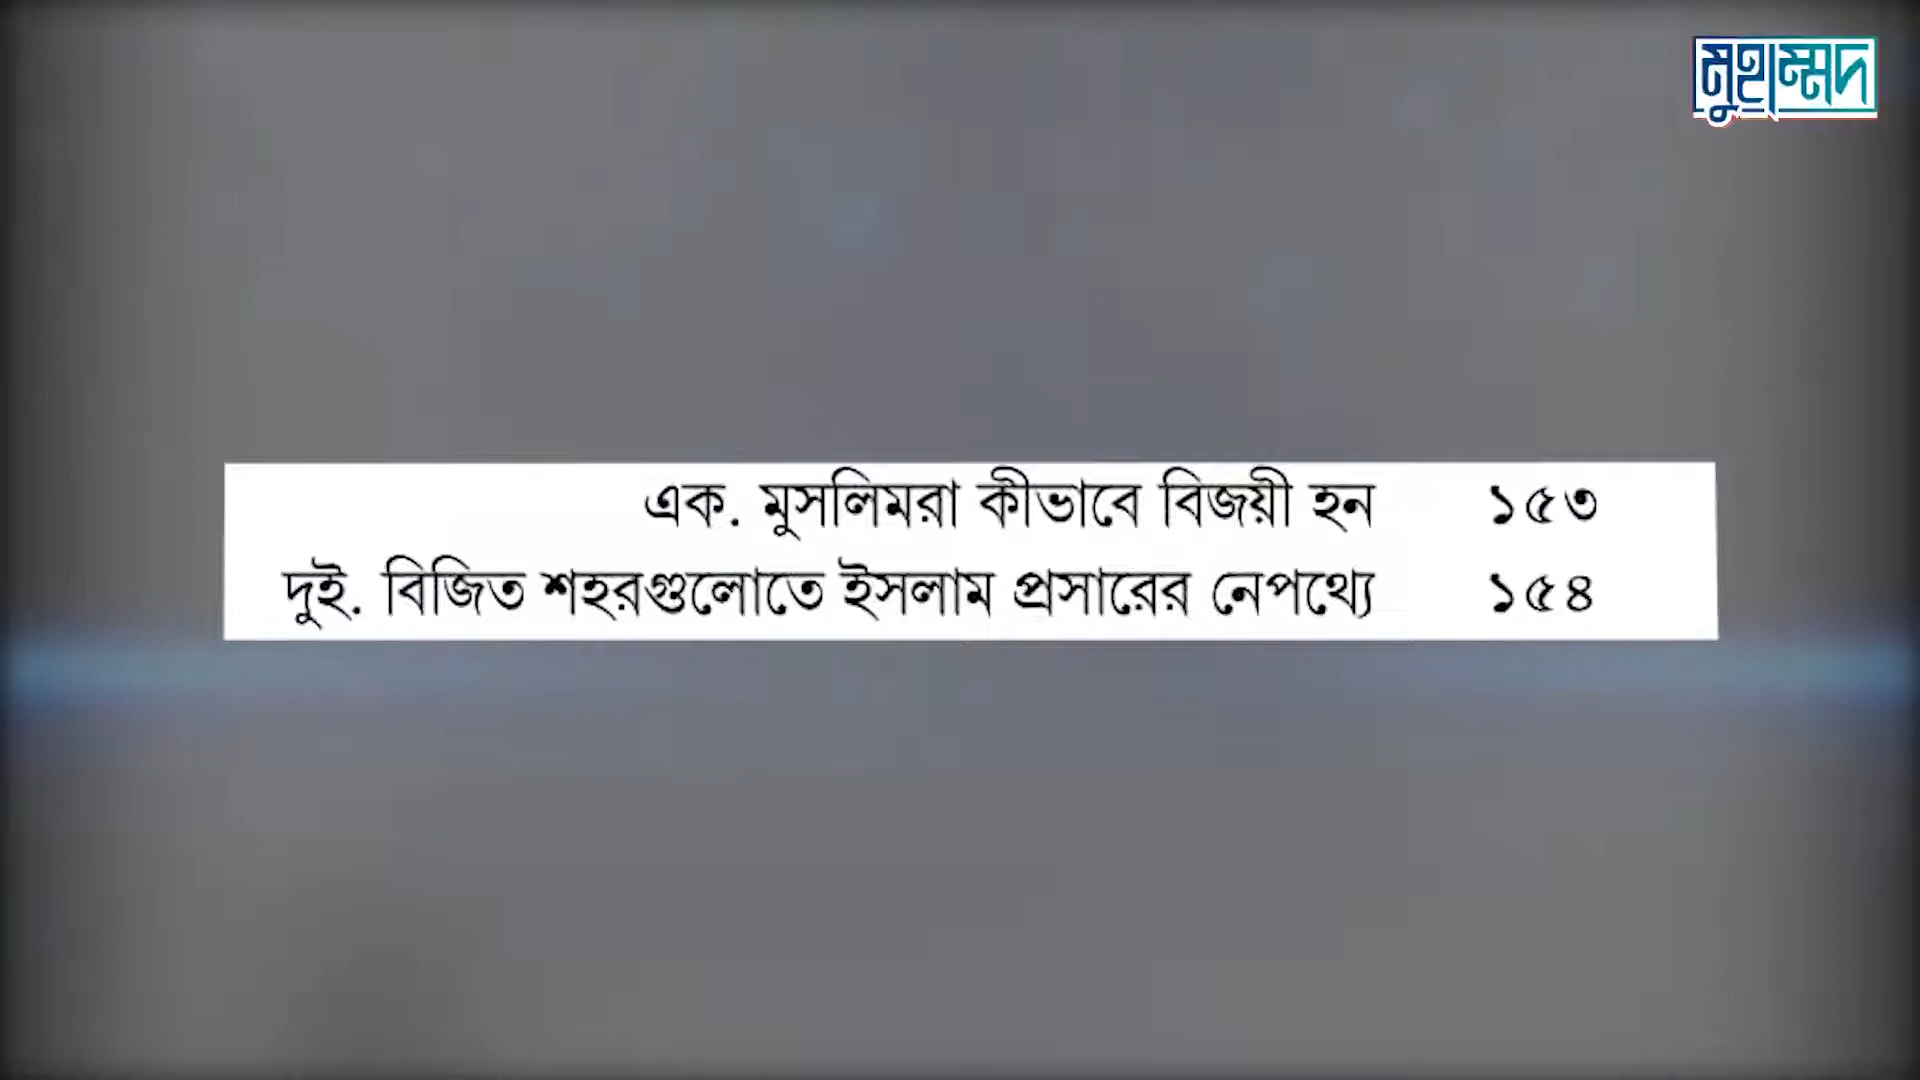 মুহাম্মদ
এক. মুসলিমরা কীভাবে বিজয়ী হন ১৫৩
দুই. বিজিত শহরগুলোতে ইসলাম প্রসারের নেপথ্যে ১৫৪